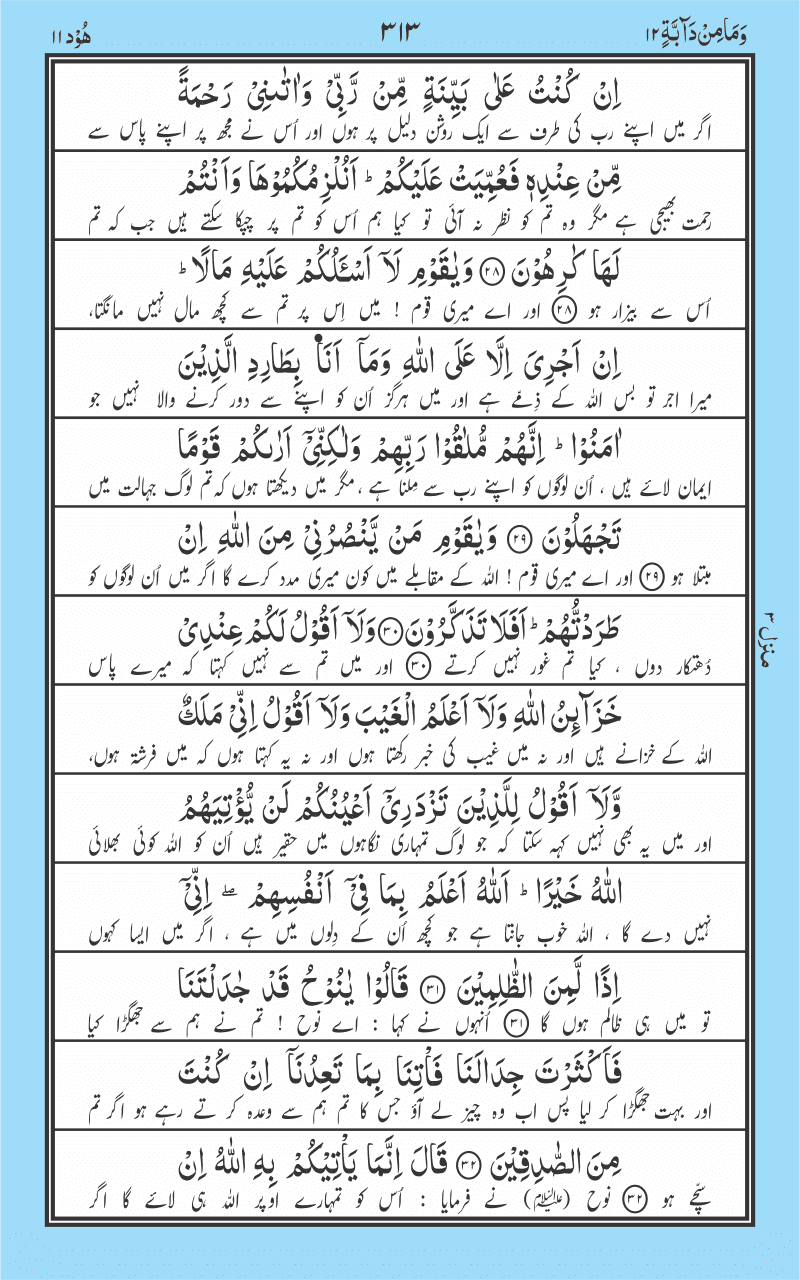 وَمَا مِنْ دَآبَّةٍ ١٢ ٣١٣ هُوْد ١١
اِنْ كُنْتُ عَلٰى بَيِّنَةٍ مِّنْ رَّبِّىْ وَاٰتٰىنِىْ رَحْمَةً
اگر میں اپنے رب کی طرف سے ایک روشن دلیل پر ہوں اور اُس نے مجھ پر اپنے پاس سے
مِّنْ عِنْدِهٖ فَعُمِّيَتْ عَلَيْكُمْ ؕ اَنُلْزِمُكُمُوْهَا وَاَنْتُمْ
رحمت بھیجی ہے مگر وہ تم کو نظر نہ آئی تو کیا ہم اُس کو تم پر چپکا سکتے ہیں جب کہ تم
لَهَا كٰرِهُوْنَ ﴿٢٨﴾ وَيٰقَوْمِ لَاۤ اَسْـَٔـلُكُمْ عَلَيْهِ مَالًا ؕ
اُس سے بیزار ہو ﴿٢٨﴾ اور اے میری قوم ! میں اِس پر تم سے کچھ مال نہیں مانگتا،
اِنْ اَجْرِىَ اِلَّا عَلَى اللّٰهِ وَمَاۤ اَنَا۟ بِطَارِدِ الَّذِيْنَ
میرا اجر تو بس اللہ کے ذِمّے ہے اور میں ہرگز اُن کو اپنے سے دور کرنے والا نہیں جو
اٰمَنُوْا ؕ اِنَّهُمْ مُّلٰقُوْا رَبِّهِمْ وَلٰـكِنِّىْۤ اَرٰىكُمْ قَوْمًا
ایمان لائے ہیں ، اُن لوگوں کو اپنے رب سے مِلنا ہے ، مگر میں دیکھتا ہوں کہ تم لوگ جہالت میں
تَجْهَلُوْنَ ﴿٢٩﴾ وَيٰقَوْمِ مَنْ يَّنْصُرُنِىْ مِنَ اللّٰهِ اِنْ
مبتلا ہو ﴿٢٩﴾ اور اے میری قوم ! اللہ کے مقابلے میں کون میری مدد کرے گا اگر میں اُن لوگوں کو
طَرَدْتُّهُمْ ؕ اَفَلَا تَذَكَّرُوْنَ ﴿٣٠﴾ وَلَاۤ اَقُوْلُ لَكُمْ عِنْدِىْ
دُھتکار دوں ، کیا تم غور نہیں کرتے ﴿٣٠﴾ اور میں تم سے نہیں کہتا کہ میرے پاس
خَزَآئِنُ اللّٰهِ وَلَاۤ اَعْلَمُ الْغَيْبَ وَلَاۤ اَقُوْلُ اِنِّىْ مَلَكٌ
اللہ کے خزانے ہیں اور نہ میں غیب کی خبر رکھتا ہوں اور نہ یہ کہتا ہوں کہ میں فرشتہ ہوں،
وَّلَاۤ اَقُوْلُ لِلَّذِيْنَ تَزْدَرِىْۤ اَعْيُنُكُمْ لَنْ يُّؤْتِيَهُمُ
اور میں یہ بھی نہیں کہہ سکتا کہ جو لوگ تمہاری نگاہوں میں حقیر ہیں اُن کو اللہ کوئی بھلائی
اللّٰهُ خَيْرًا ؕ اَللّٰهُ اَعْلَمُ بِمَا فِىْۤ اَنْفُسِهِمْ ۖ اِنِّىْۤ
نہیں دے گا ، اللہ خوب جانتا ہے جو کچھ اُن کے دِلوں میں ہے ، اگر میں ایسا کہوں
اِذًا لَّمِنَ الظّٰلِمِيْنَ ﴿٣١﴾ قَالُوْا يٰنُوْحُ قَدْ جٰدَلْتَنَا
تو میں ہی ظالم ہوں گا ﴿٣١﴾ اُنہوں نے کہا : اے نوح ! تم نے ہم سے جھگڑا کیا
فَاَكْثَرْتَ جِدَالَنَا فَاْتِنَا بِمَا تَعِدُنَاۤ اِنْ كُنْتَ
اور بہت جھگڑا کر لیا پس اب وہ چیز لے آؤ جس کا تم ہم سے وعدہ کر تے رہے ہو اگر تم
مِنَ الصّٰدِقِيْنَ ﴿٣٢﴾ قَالَ اِنَّمَا يَاْتِيْكُمْ بِهِ اللّٰهُ اِنْ
سچّے ہو ﴿٣٢﴾ نوح (علیہ السلام) نے فرمایا : اُس کو تمہارے اوپر اللہ ہی لائے گا اگر
منزل ٣